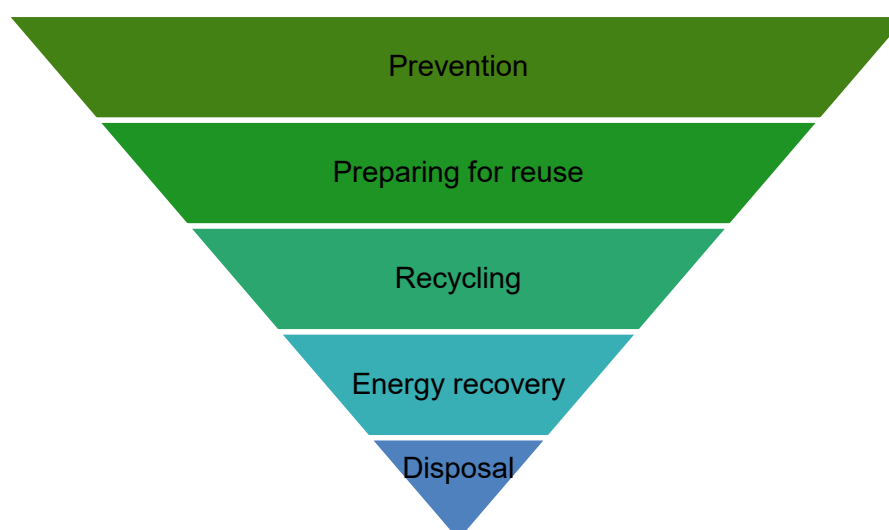 Prevention
Preparing for reuse
Recycling
Energy recovery
Disposal